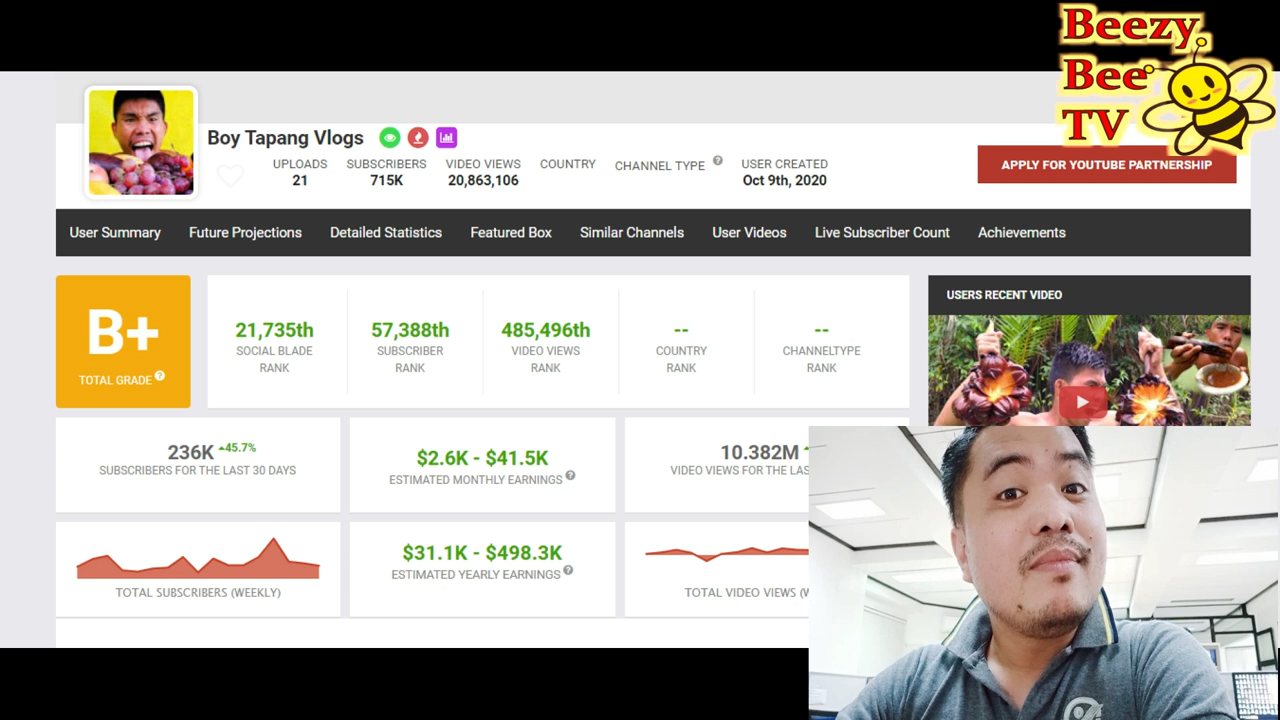 Beezy
Bee
TV
Boy Tapang Vlogs
UPLOADS
21
SUBSCRIBERS
715K
VIDEO VIEWS
20,863,106
COUNTRY
CHANNEL TYPE ?
USER CREATED
Oct 9th, 2020
APPLY FOR YOUTUBE PARTNERSHIP
User Summary Future Projections Detailed Statistics Featured Box Similar Channels User Videos Live Subscriber Count Achievements
B+
TOTAL GRADE ?
21,735th
SOCIAL BLADE
RANK
57,388th
SUBSCRIBER
RANK
485,496th
VIDEO VIEWS
RANK
--
COUNTRY
RANK
--
CHANNELTYPE
RANK
USERS RECENT VIDEO
236K 45.7%
SUBSCRIBERS FOR THE LAST 30 DAYS
$2.6K - $41.5K
ESTIMATED MONTHLY EARNINGS ?
10.382M
VIDEO VIEWS FOR THE LAS
TOTAL SUBSCRIBERS (WEEKLY)
$31.1K - $498.3K
ESTIMATED YEARLY EARNINGS ?
TOTAL VIDEO VIEWS (W